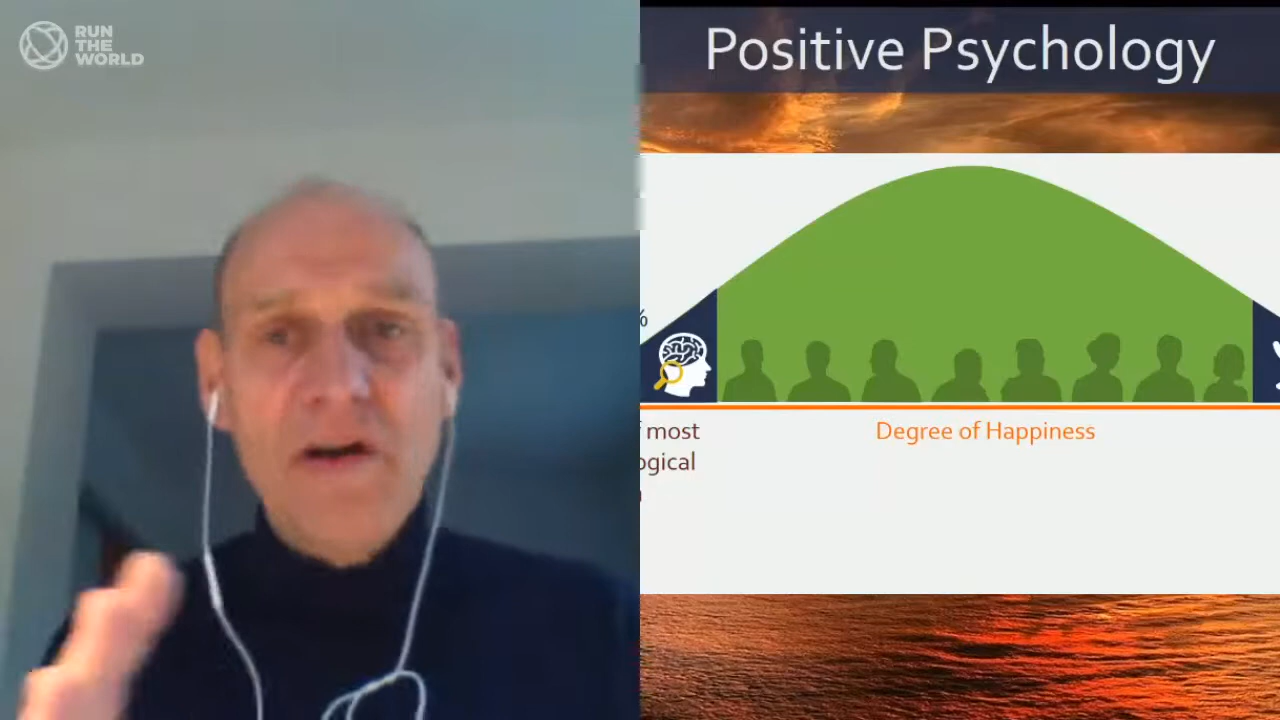 RUN
THE
WORLD
Positive Psychology
%
most
Degree of Happiness
ogical